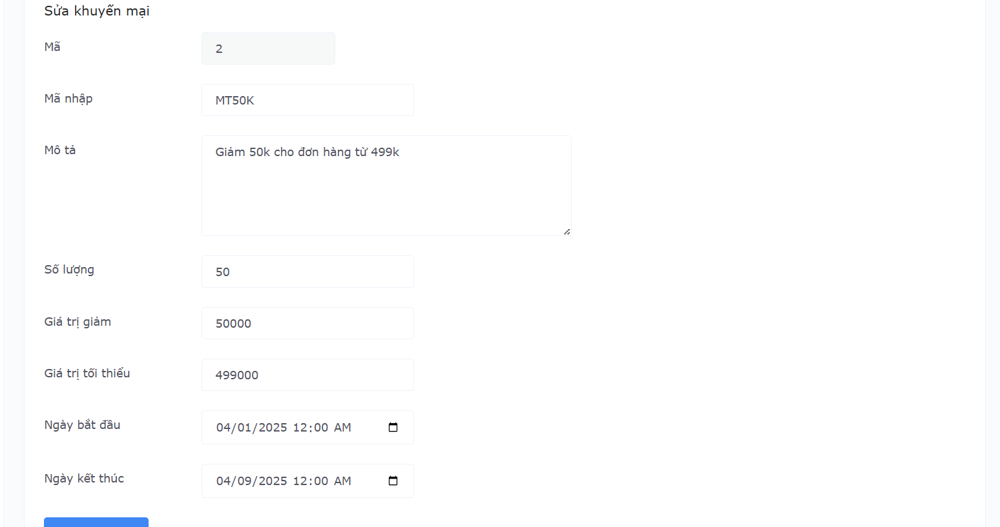 Sửa khuyến mại
Mã
2
Mã nhập
MT50K
Mô tả
Giảm 50k cho đơn hàng từ 499k
Số lượng
50
Giá trị giảm
50000
Giá trị tối thiểu
499000
Ngày bắt đầu
04/01/2025 12:00 AM
Ngày kết thúc
04/09/2025 12:00 AM